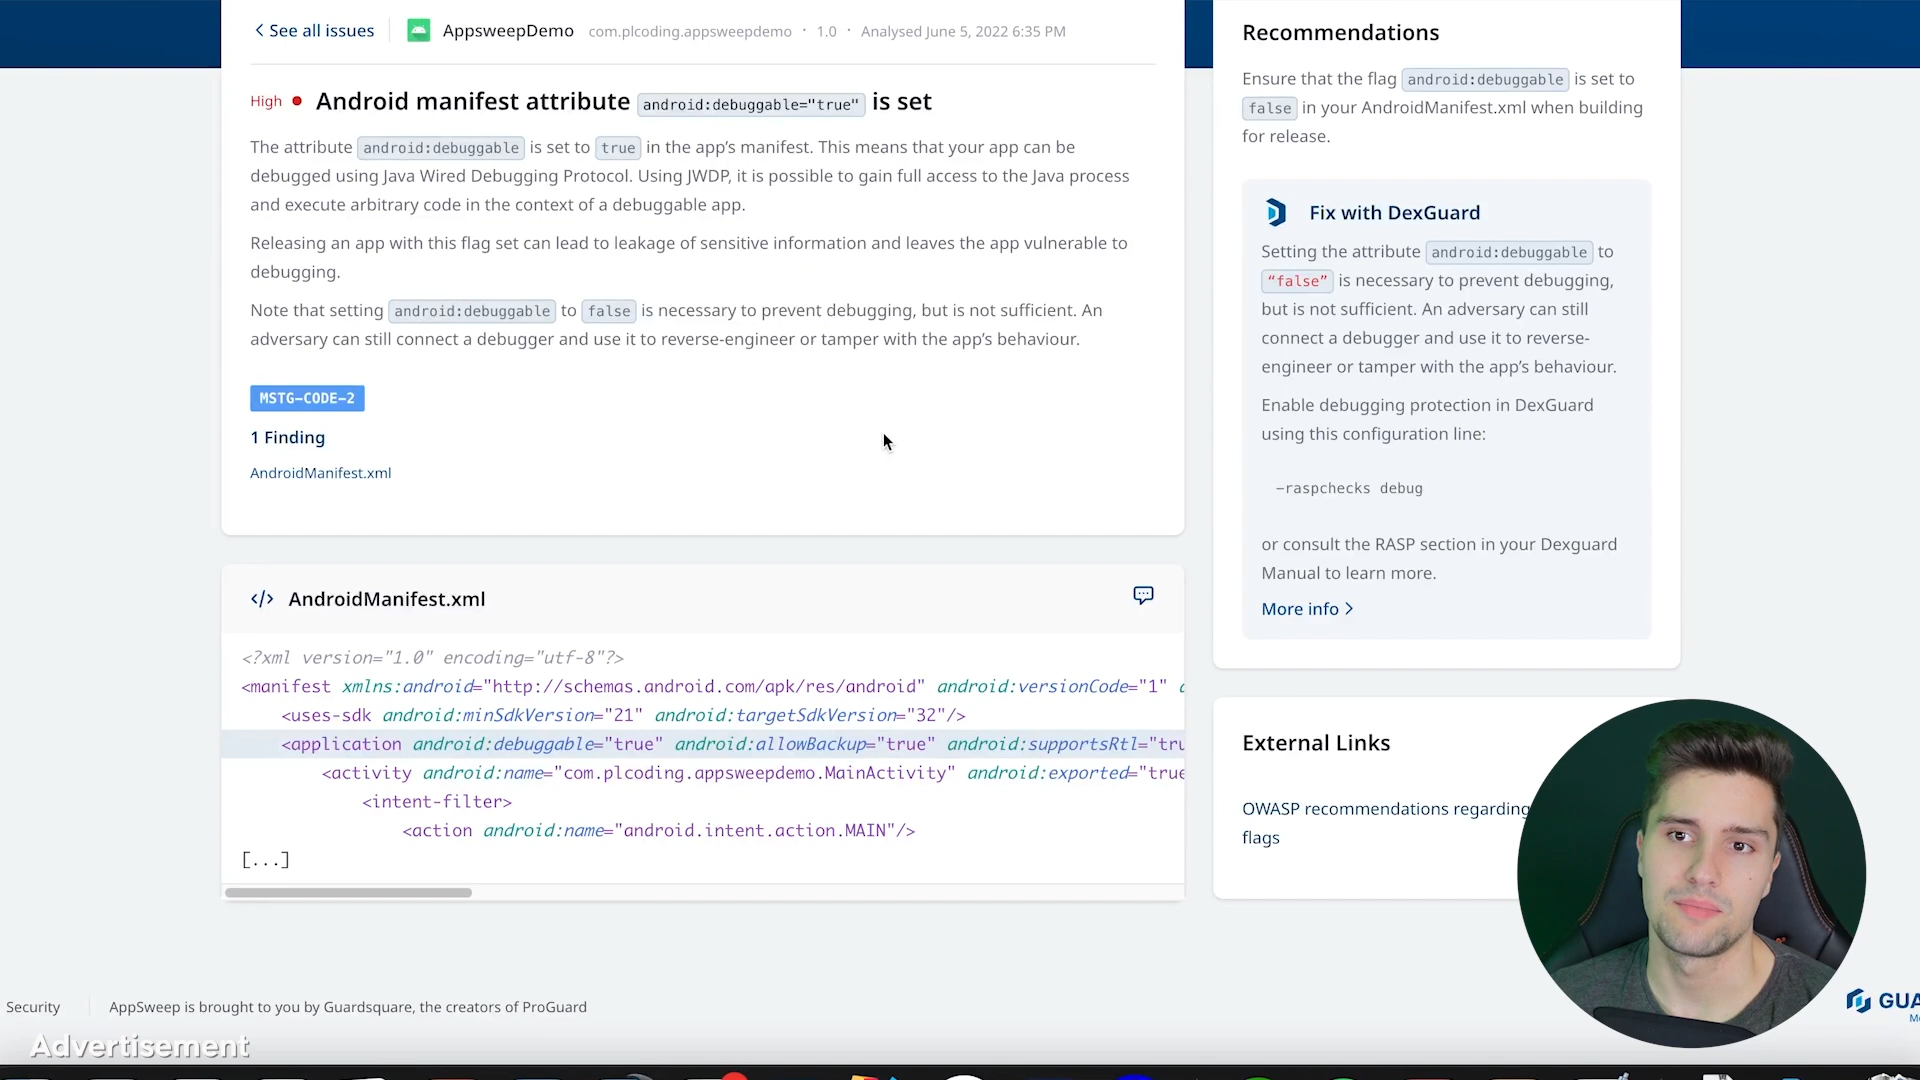 See all issues
AppsweepDemo com.plcoding.appsweepdemo · 1.0 · Analysed June 5, 2022 6:35 PM
High Android manifest attribute android:debuggable="true" is set
The attribute android:debuggable is set to true in the app's manifest. This means that your app can be
debugged using Java Wired Debugging Protocol. Using JWDP, it is possible to gain full access to the Java process
and execute arbitrary code in the context of a debuggable app.
Releasing an app with this flag set can lead to leakage of sensitive information and leaves the app vulnerable to
debugging.
Note that setting android:debuggable to false is necessary to prevent debugging, but is not sufficient. An
adversary can still connect a debugger and use it to reverse-engineer or tamper with the app's behaviour.
MSTG-CODE-2
1 Finding
AndroidManifest.xml
</> AndroidManifest.xml
<?xml version="1.0" encoding="utf-8"?>
<manifest xmlns:android="http://schemas.android.com/apk/res/android" android:versionCode="1"
<uses-sdk android:minSdkVersion="21" android:targetSdkVersion="32"/>
<application android:debuggable="true" android:allowBackup="true" android:supportsRtl="tru
<activity android:name="com.plcoding.appsweepdemo.MainActivity" android:exported="true
<intent-filter>
<action android:name="android.intent.action.MAIN"/>
[...]
Recommendations
Ensure that the flag android:debuggable is set to
false in your AndroidManifest.xml when building
for release.
Fix with DexGuard
Setting the attribute android:debuggable to
“false” is necessary to prevent debugging,
but is not sufficient. An adversary can still
connect a debugger and use it to reverse-
engineer or tamper with the app's behaviour.
Enable debugging protection in DexGuard
using this configuration line:
–raspchecks debug
or consult the RASP section in your Dexguard
Manual to learn more.
More info
External Links
OWASP recommendations regarding
flags
Security AppSweep is brought to you by Guardsquare, the creators of ProGuard
GUA
Advertisement